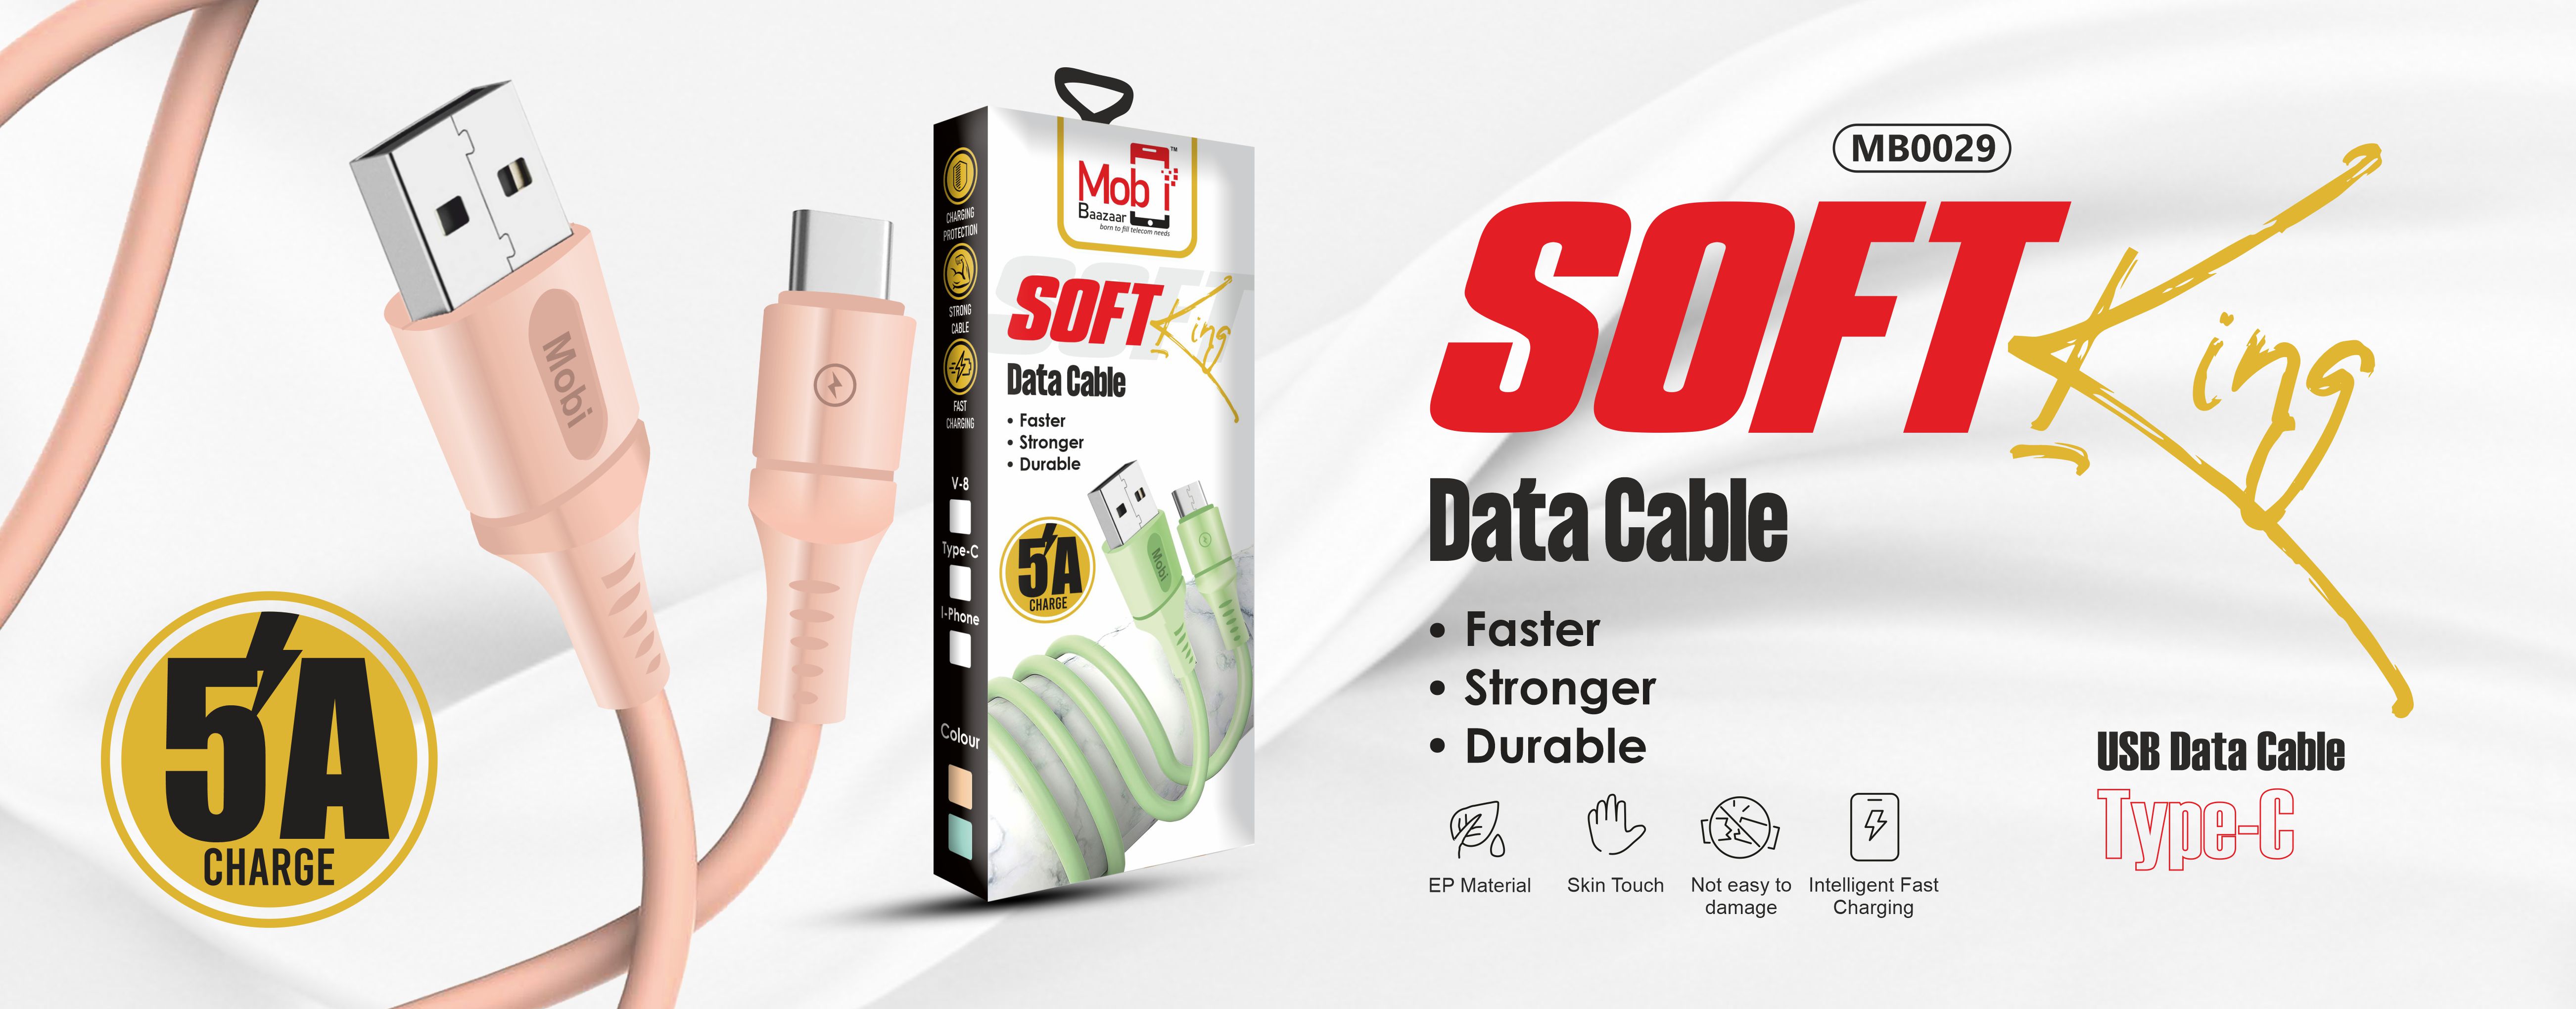 Mobi
5A
CHARGE
CHARGING
PROTECTION
STRONG
CABLE
FAST
CHARGING
V-8
Type-C
I-Phone
Colour
Mobi
TM
Baazaar
born to fill telecom needs
SOFT
SOFT King
Data Cable
• Faster
• Stronger
• Durable
5A
CHARGE
Mobi
MB0029
SOFT King
Data Cable
• Faster
• Stronger
• Durable
EP Material
Skin Touch
Not easy to
damage
Intelligent Fast
Charging
USB Data Cable
Type-C